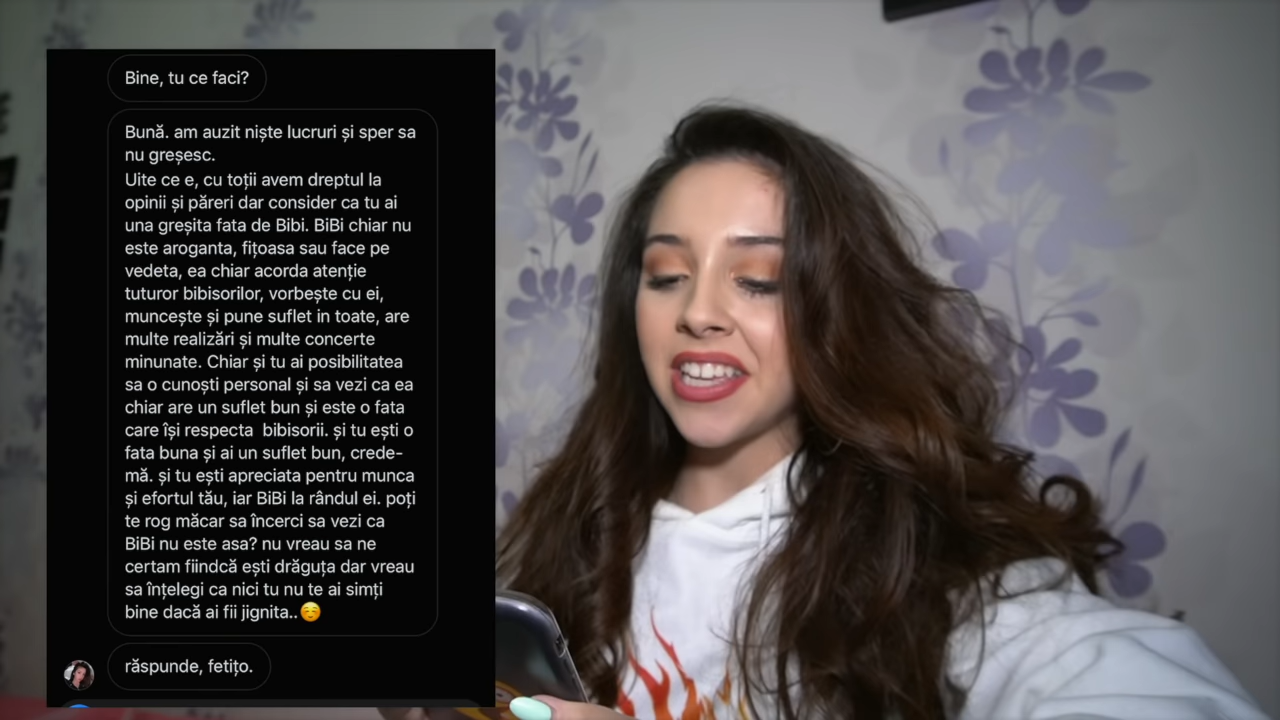 Bine, tu ce faci?
Bună. am auzit niște lucruri și sper sa
nu greșesc.
Uite ce e, cu toții avem dreptul la
opinii și păreri dar consider ca tu ai
una greșita fata de Bibi. BiBi chiar nu
este aroganta, fițoasa sau face pe
vedeta, ea chiar acorda atenție
tuturor bibisorilor, vorbește cu ei,
muncește și pune suflet in toate, are
multe realizări și multe concerte
minunate. Chiar și tu ai posibilitatea
sa o cunoști personal și sa vezi ca ea
chiar are un suflet bun și este o fata
care își respecta  bibisorii. și tu ești o
fata buna și ai un suflet bun, crede-
mă. și tu ești apreciata pentru munca
și efortul tău, iar BiBi la rândul ei. poți
te rog măcar sa încerci sa vezi ca
BiBi nu este asa? nu vreau sa ne
certam fiindcă ești drăguța dar vreau
sa înțelegi ca nici tu nu te ai simți
bine dacă ai fii jignita..☺️
răspunde, fetițo.